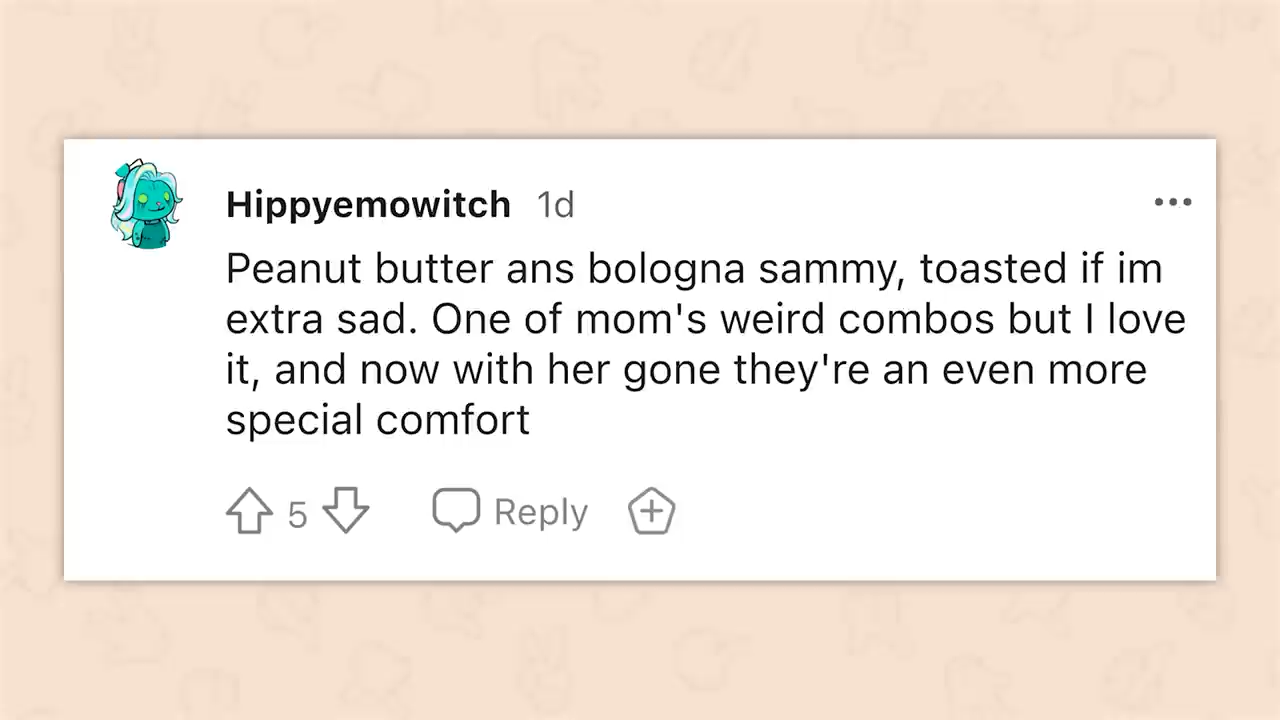 Hippyemowitch 1d
Peanut butter ans bologna sammy, toasted if im
extra sad. One of mom's weird combos but I love
it, and now with her gone they're an even more
special comfort
5 Reply